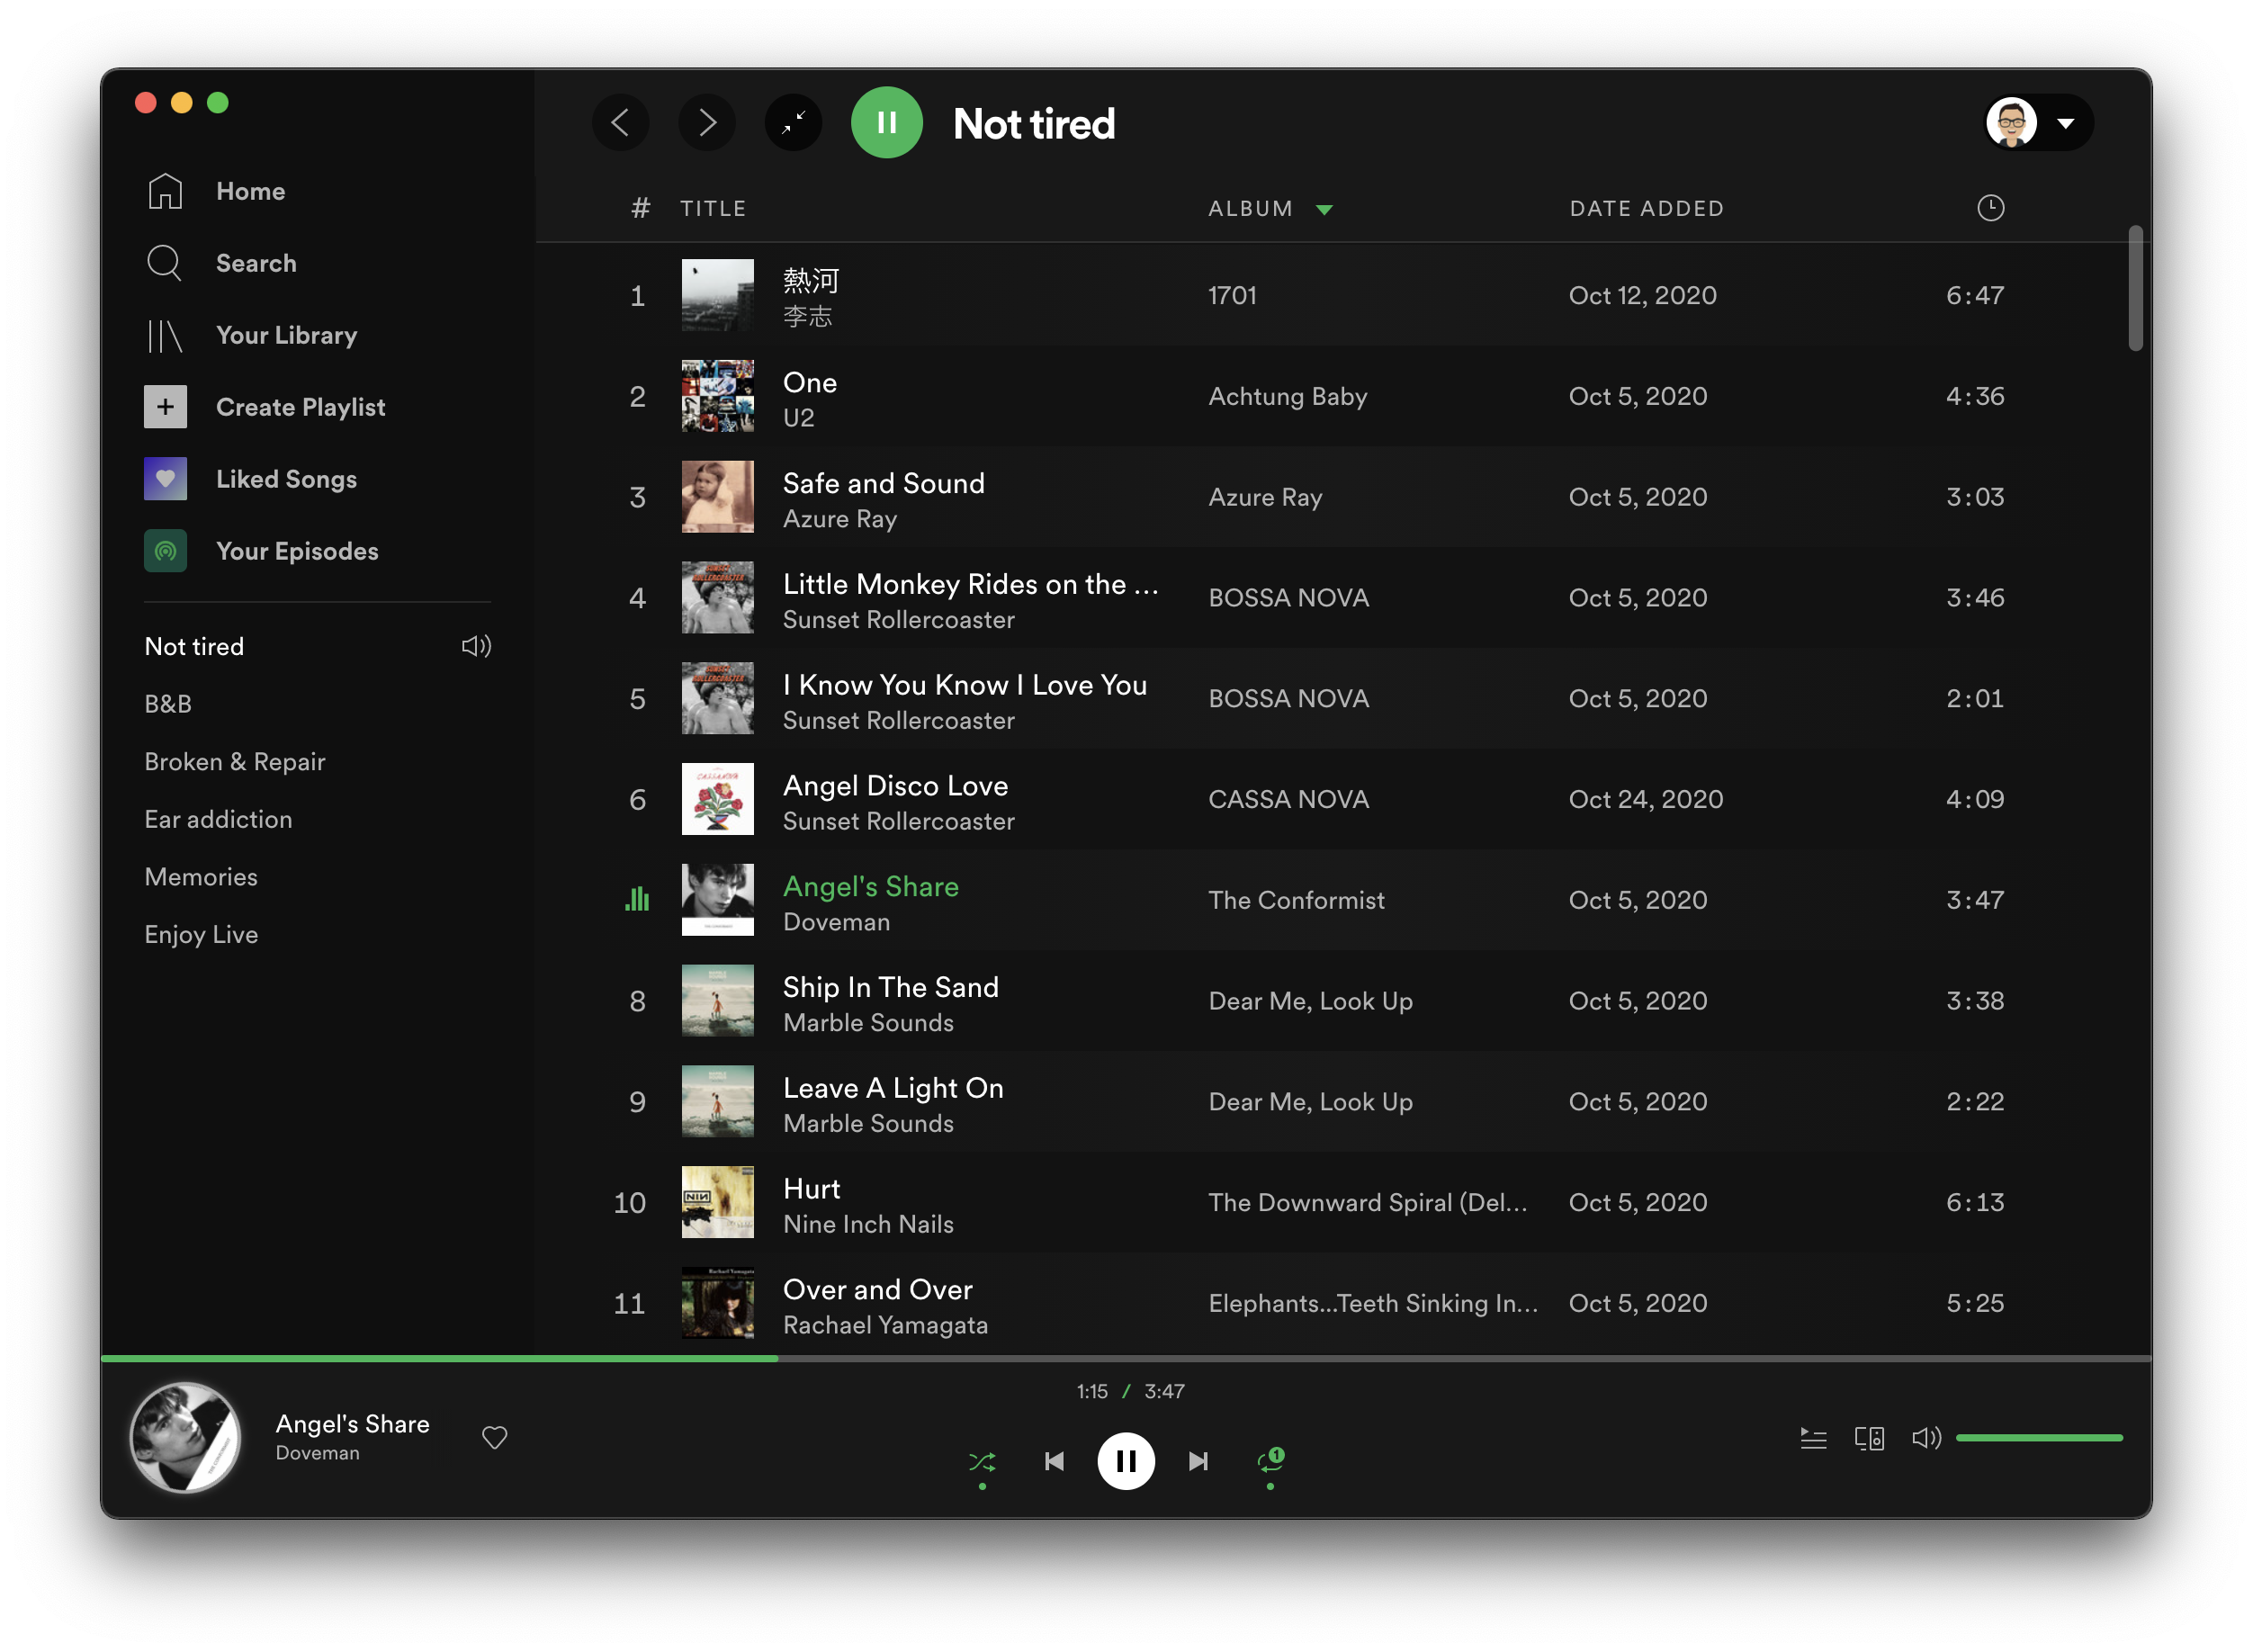 Home
Search
Your Library
Create Playlist
Liked Songs
Your Episodes
Not tired
B&B
Broken & Repair
Ear addiction
Memories
Enjoy Live
Not tired
# TITLE ALBUM DATE ADDED
1 熱河 1701 Oct 12, 2020 6:47
李志
2 One Achtung Baby Oct 5, 2020 4:36
U2
3 Safe and Sound Azure Ray Oct 5, 2020 3:03
Azure Ray
4 Little Monkey Rides on the ... BOSSA NOVA Oct 5, 2020 3:46
Sunset Rollercoaster
5 I Know You Know I Love You BOSSA NOVA Oct 5, 2020 2:01
Sunset Rollercoaster
6 Angel Disco Love CASSA NOVA Oct 24, 2020 4:09
Sunset Rollercoaster
Angel's Share The Conformist Oct 5, 2020 3:47
Doveman
8 Ship In The Sand Dear Me, Look Up Oct 5, 2020 3:38
Marble Sounds
9 Leave A Light On Dear Me, Look Up Oct 5, 2020 2:22
Marble Sounds
10 Hurt The Downward Spiral (Del... Oct 5, 2020 6:13
Nine Inch Nails
11 Over and Over Elephants...Teeth Sinking In... Oct 5, 2020 5:25
Rachael Yamagata
1:15 / 3:47
Angel's Share
Doveman
1